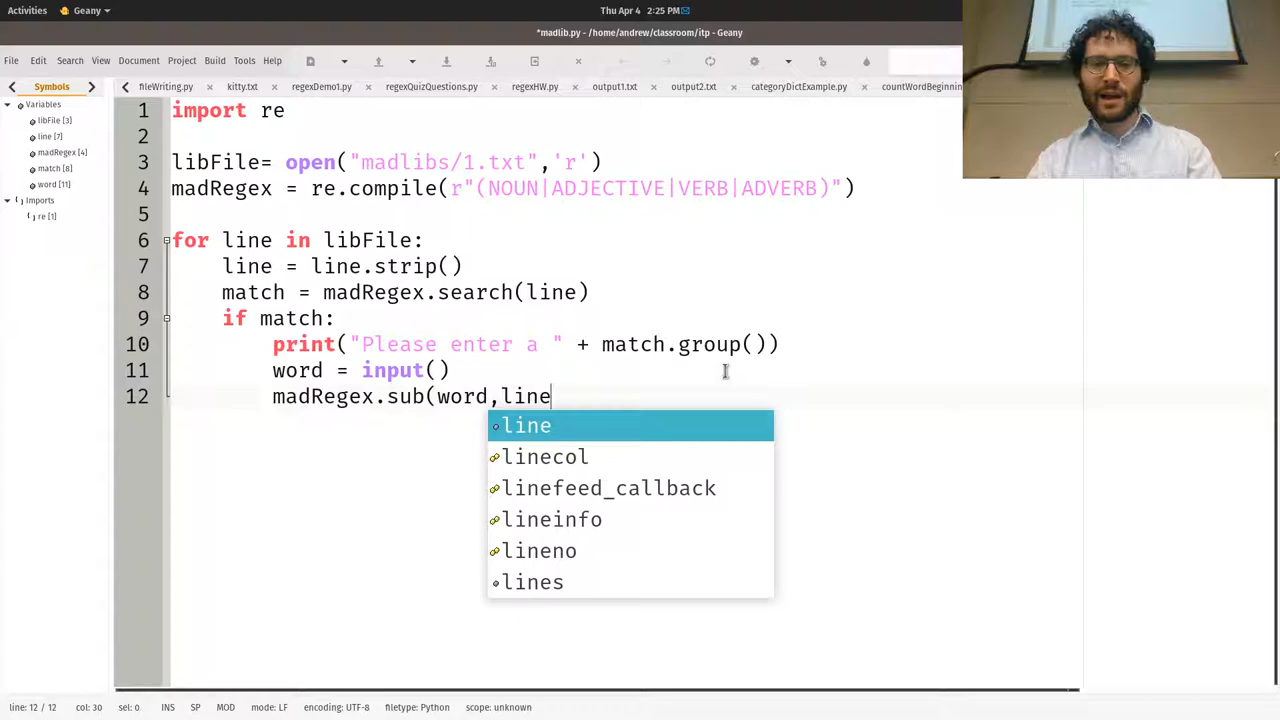 Activities Geany Thu Apr 4 2:25 PM
*madlib.py - /home/andrew/classroom/itp - Geany
File Edit Search View Document Project Build Tools Help
Symbols fileWriting.py kitty.txt regexDemo1.py regexQuizQuestions.py regexHW.py output1.txt output2.txt categoryDictExample.py countWordBeginnin
Variables
libFile [3]
line [7]
madRegex [4]
match [8]
word [11]
Imports
re [1]
1 import re
2
3 libFile= open("madlibs/1.txt",'r')
4 madRegex = re.compile(r"(NOUN|ADJECTIVE|VERB|ADVERB)")
5
6 for line in libFile:
7 line = line.strip()
8 match = madRegex.search(line)
9 if match:
10 print("Please enter a " + match.group())
11 word = input()
12 madRegex.sub(word,line
line
linecol
linefeed_callback
lineinfo
lineno
lines
line: 12 / 12 col: 30 sel: 0 INS SP MOD mode: LF encoding: UTF-8 filetype: Python scope: unknown